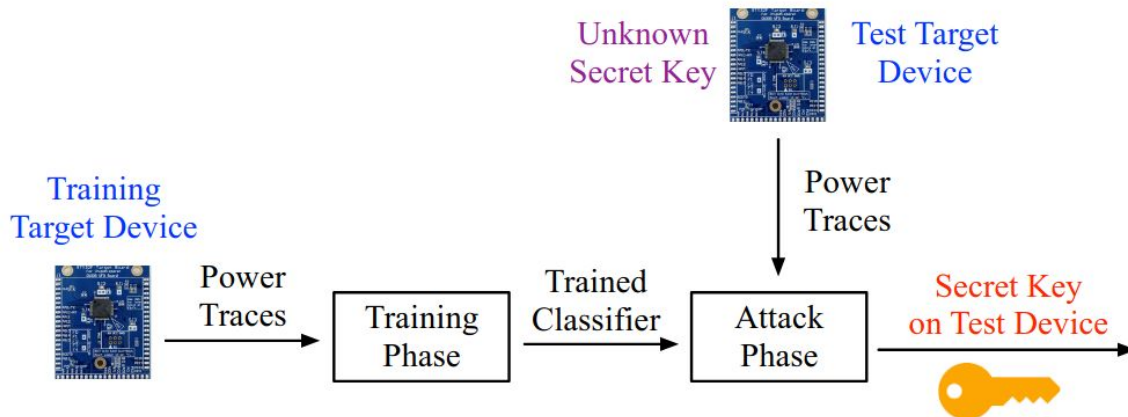 Unknown
Secret Key
Test Target
Device
Training
Target Device
Power
Traces
Power
Traces
Training
Phase
Trained
Classifier
Attack
Phase
Secret Key
on Test Device